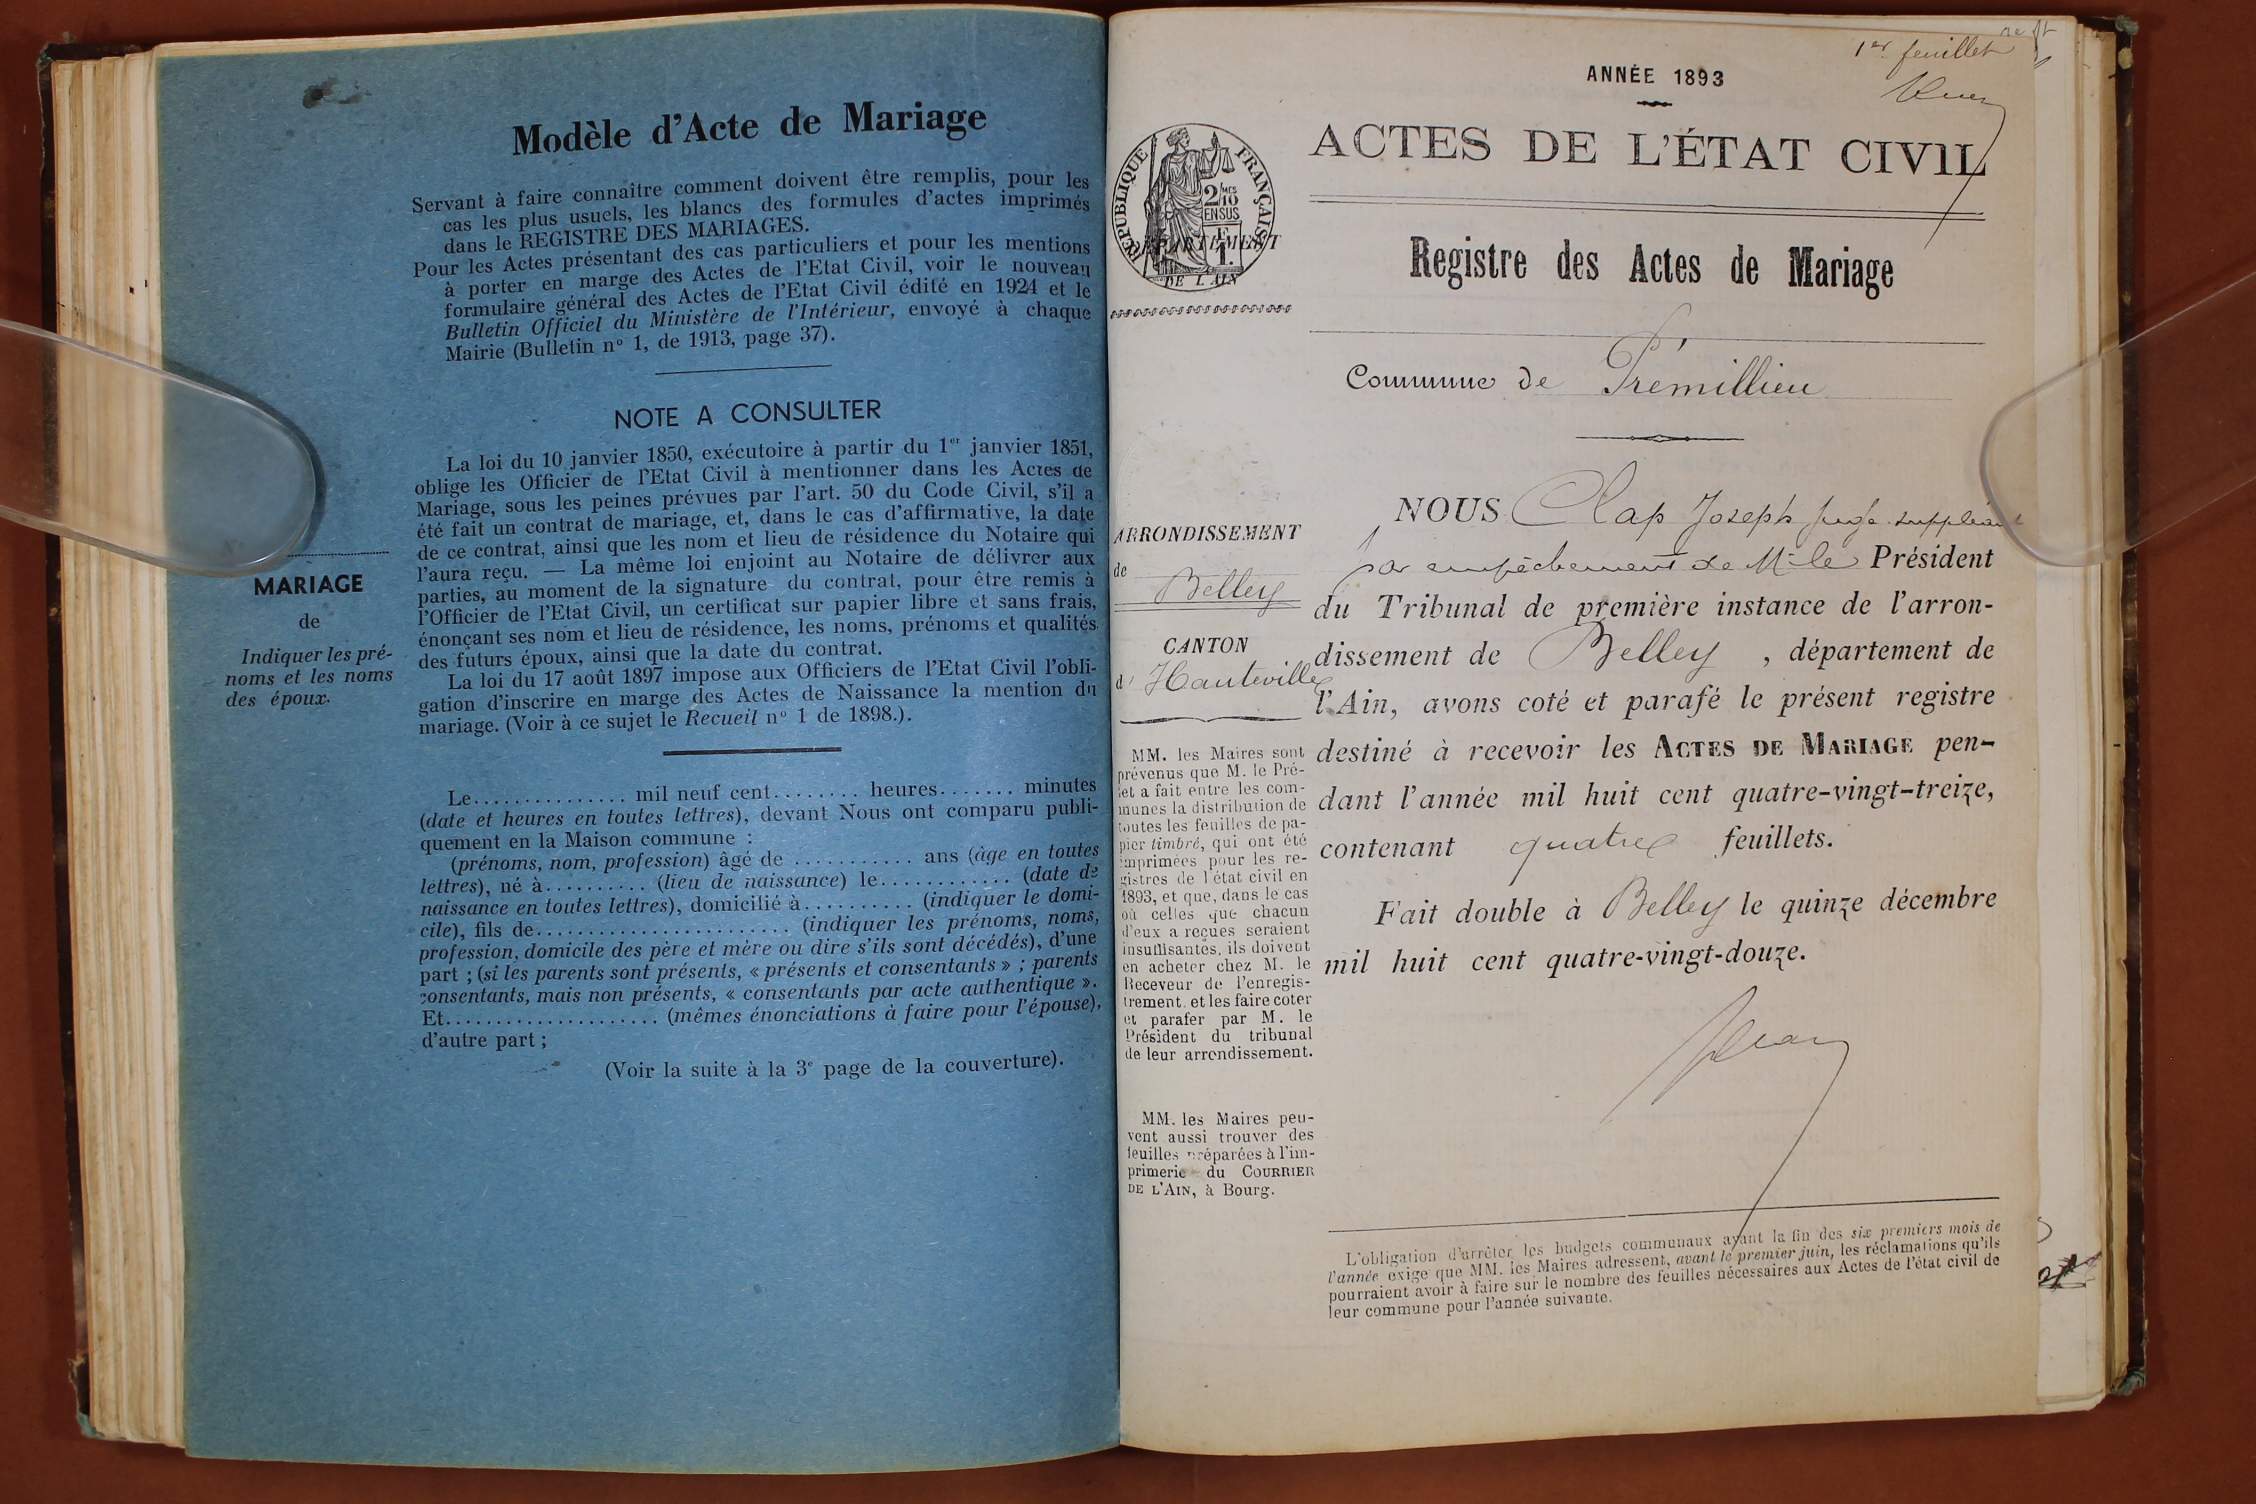 Modèle d'Acte de Mariage
Servant à faire connaître comment doivent être remplis, pour les
cas les plus usuels, les blancs des formules d'actes imprimés
dans le REGISTRE DES MARIAGES.
Pour les Actes présentant des cas particuliers et pour les mentions
à porter en marge des Actes de l'Etat Civil, voir le nouveau
formulaire général des Actes de l'Etat Civil édité en 1924 et le
Bulletin Officiel du Ministère de l'Intérieur, envoyé à chaque
Mairie (Bulletin n° 1, de 1913, page 37).
NOTE A CONSULTER
La loi du 10 janvier 1850, exécutoire à partir du 1er janvier 1851,
oblige les Officier de l'Etat Civil à mentionner dans les Actes de
Mariage, sous les peines prévues par l'art. 50 du Code Civil, s'il a
été fait un contrat de mariage, et, dans le cas d'affirmative, la date
de ce contrat, ainsi que les nom et lieu de résidence du Notaire qui
l'aura reçu. — La même loi enjoint au Notaire de délivrer aux
parties, au moment de la signature du contrat, pour être remis à
l'Officier de l'Etat Civil, un certificat sur papier libre et sans frais,
énonçant ses nom et lieu de résidence, les noms, prénoms et qualités
des futurs époux, ainsi que la date du contrat.
La loi du 17 août 1897 impose aux Officiers de l'Etat Civil l'obli-
gation d'inscrire en marge des Actes de Naissance la mention du
mariage. (Voir à ce sujet le Recueil n° 1 de 1898.).
MARIAGE
de
Indiquer les pré-
noms et les noms
des époux.
Le............... mil neuf cent........ heures....... minutes
(date et heures en toutes lettres), devant Nous ont comparu publi-
quement en la Maison commune :
(prénoms, nom, profession) âgé de ........... ans (âge en toutes
lettres), né à.......... (lieu de naissance) le............. (date de
naissance en toutes lettres), domicilié à.......... (indiquer le domi-
cile), fils de........................ (indiquer les prénoms, noms,
profession, domicile des père et mère ou dire s'ils sont décédés), d'une
part ; (si les parents sont présents, « présents et consentants » ; parents
consentants, mais non présents, « consentants par acte authentique ».
Et..................... (mêmes énonciations à faire pour l'épouse),
d'autre part ;
(Voir la suite à la 3e page de la couverture).
1er feuillet
ANNÉE 1893
ACTES DE L'ÉTAT CIVIL
RÉPUBLIQUE FRANÇAISE
2/10 MES
EN SUS
F
1.
DÉPARTEMENT
DE L'AIN
Registre des Actes de Mariage
Commune de Prémillieu
ARRONDISSEMENT
de
Belley
CANTON
d'Hauteville
MM. les Maires sont
prévenus que M. le Pré-
fet a fait entre les com-
munes la distribution de
toutes les feuilles de pa-
pier timbré, qui ont été
imprimées pour les re-
gistres de l'état civil en
1893, et que, dans le cas
où celles que chacun
d'eux a reçues seraient
insuffisantes, ils doivent
en acheter chez M. le
Receveur de l'enregis-
trement, et les faire coter
et parafer par M. le
Président du tribunal
de leur arrondissement.
MM. les Maires peu-
vent aussi trouver des
feuilles préparées à l'im-
primerie du COURRIER
DE L'AIN, à Bourg.
NOUS Clap Joseph juge suppléant
par empêchement de Mr le Président
du Tribunal de première instance de l'arron-
dissement de Belley, département de
l'Ain, avons coté et parafé le présent registre
destiné à recevoir les ACTES DE MARIAGE pen-
dant l'année mil huit cent quatre-vingt-treize,
contenant quatre feuillets.
Fait double à Belley le quinze décembre
mil huit cent quatre-vingt-douze.
L'obligation d'arrêter les budgets communaux avant la fin des six premiers mois de
l'année exige que MM. les Maires adressent, avant le premier juin, les réclamations qu'ils
pourraient avoir à faire sur le nombre des feuilles nécessaires aux Actes de l'état civil de
leur commune pour l'année suivante.